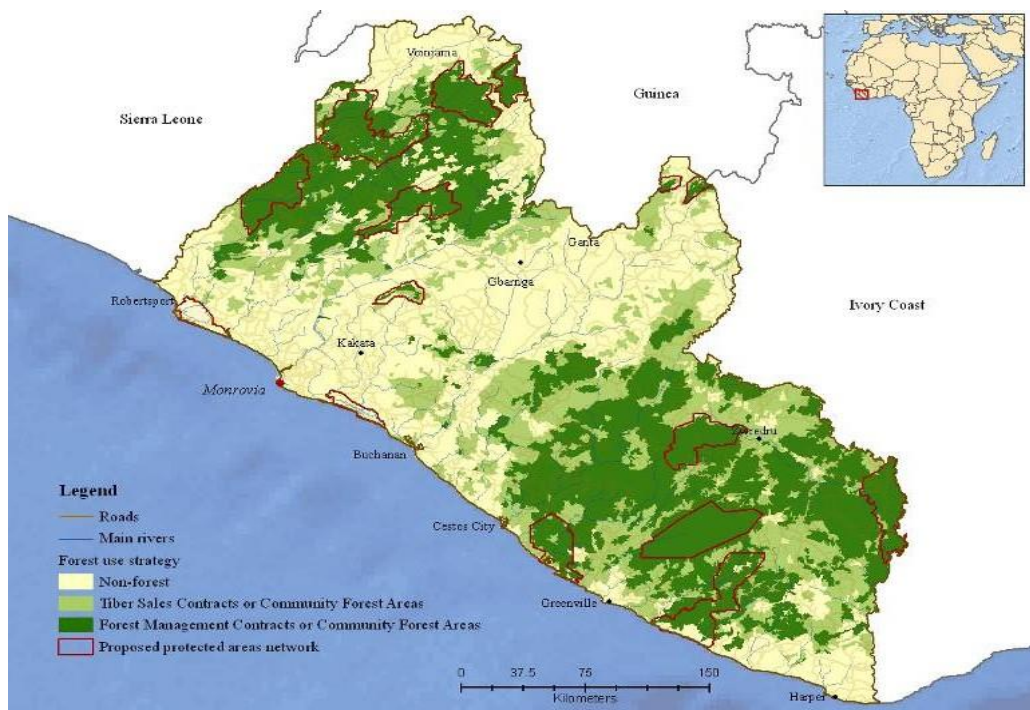 Voinjama
Guinea
Sierra Leone
Ganta
Gbarnga
Robertsport
Ivory Coast
Kakata
Monrovia
Zwedru
Buchanan
Legend
Roads
Main rivers
Forest use strategy
Non-forest
Tiber Sales Contracts or Community Forest Areas
Forest Management Contracts or Community Forest Areas
Proposed protected areas network
Cestos City
Greenville
0 37.5 75 150
Kilometers
Harper